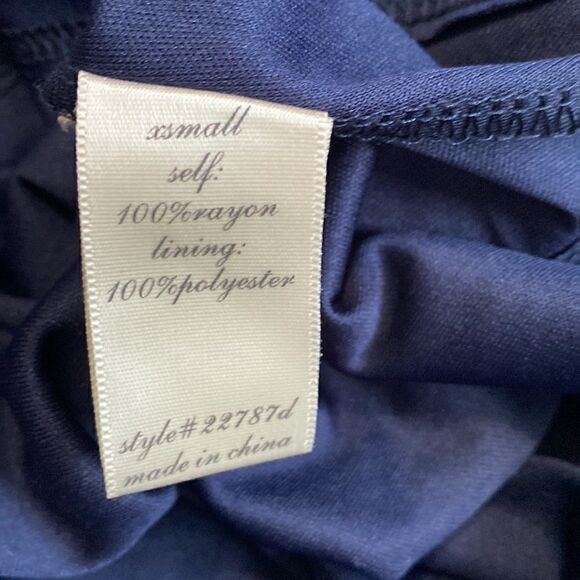 xsmall
self:
100%rayon
lining:
100%polyester
style#22787d
made in china